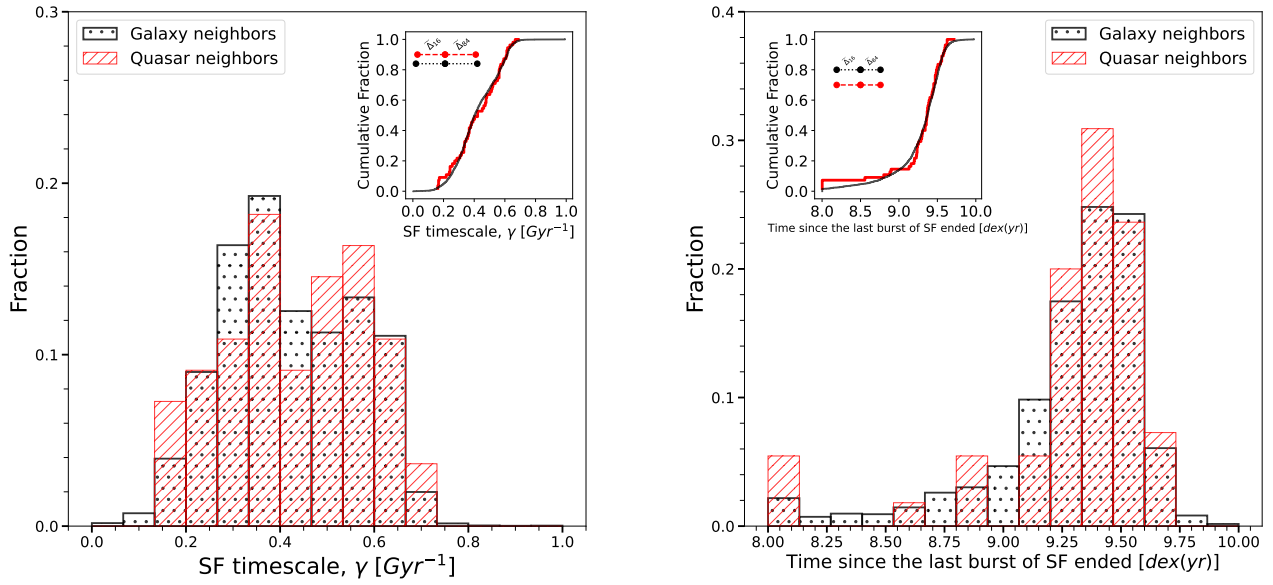 Galaxy neighbors
Quasar neighbors
Fraction
0.3
0.2
0.1
0.0
0.0 0.2 0.4 0.6 0.8 1.0
SF timescale, γ [Gyr⁻¹]
Cumulative Fraction
1.0
0.8
0.6
0.4
0.2
0.0
0.0 0.2 0.4 0.6 0.8 1.0
SF timescale, γ [Gyr⁻¹]
Δ̅₁₆ Δ̅₈₄
Galaxy neighbors
Quasar neighbors
Fraction
0.4
0.3
0.2
0.1
0.0
8.00 8.25 8.50 8.75 9.00 9.25 9.50 9.75 10.00
Time since the last burst of SF ended [dex(yr)]
Cumulative Fraction
1.0
0.8
0.6
0.4
0.2
0.0
8.0 8.5 9.0 9.5 10.0
Time since the last burst of SF ended [dex(yr)]
Δ̅₁₆ Δ̅₈₄